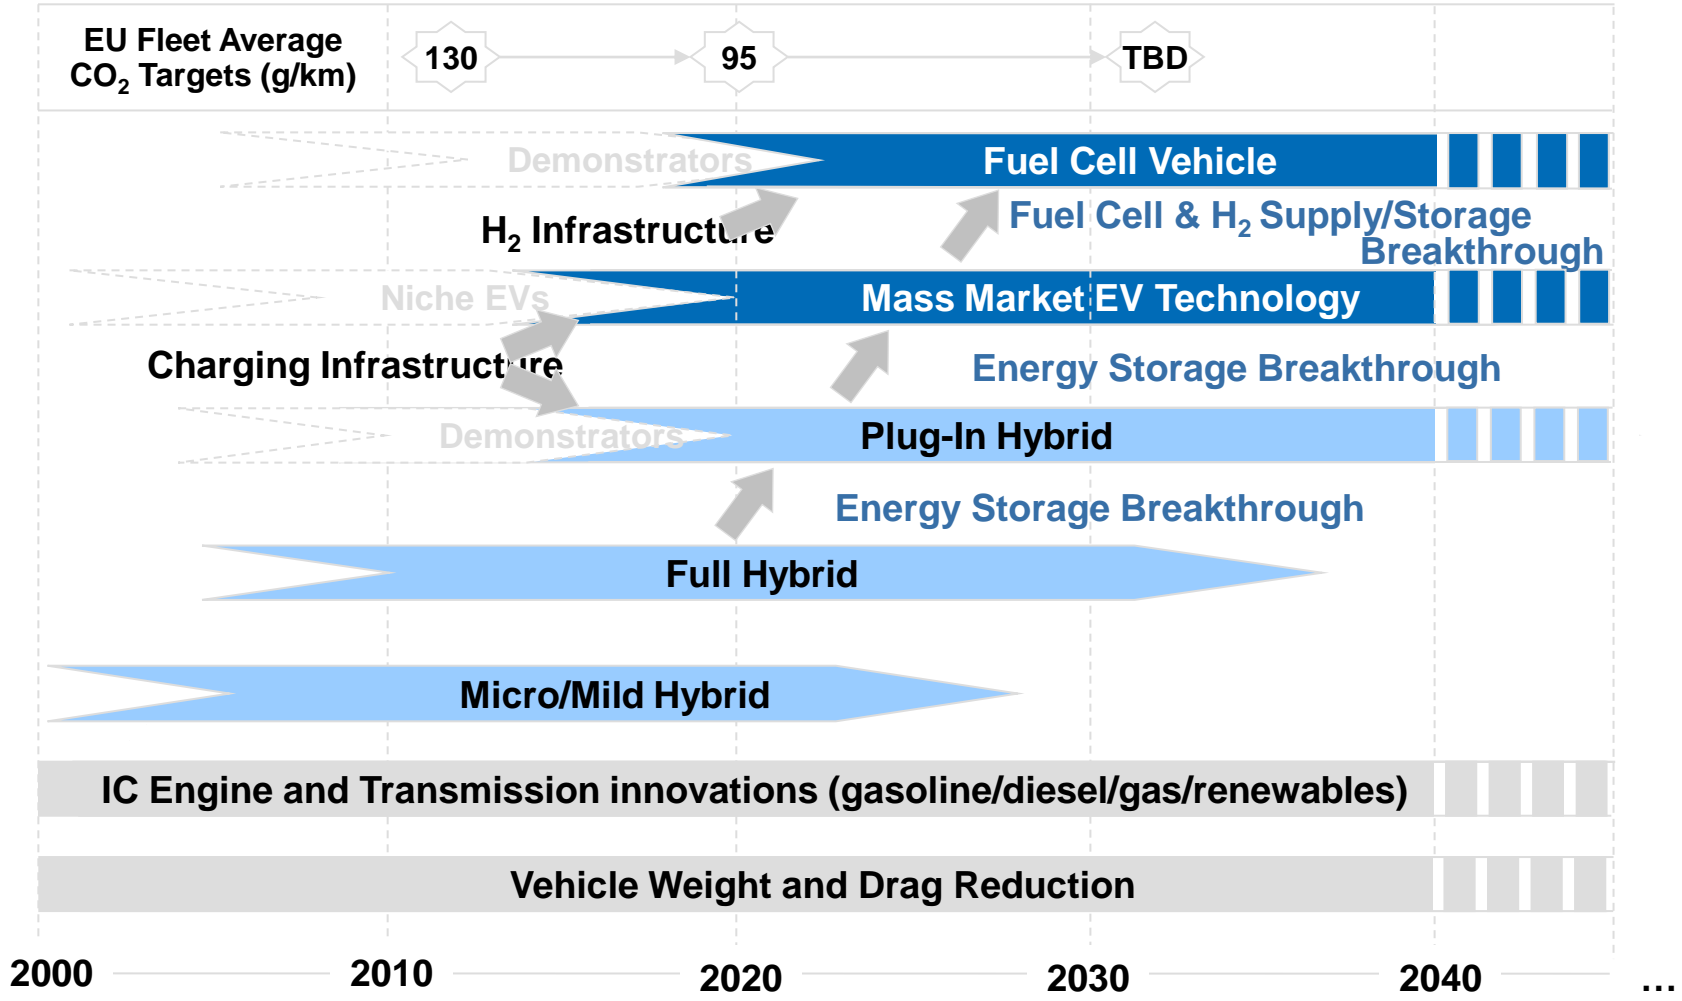 EU Fleet Average
CO₂ Targets (g/km)
130
95
TBD
Demonstrators
Fuel Cell Vehicle
H₂ Infrastructure
Fuel Cell & H₂ Supply/Storage
Breakthrough
Niche EVs
Mass Market EV Technology
Charging Infrastructure
Energy Storage Breakthrough
Demonstrators
Plug-In Hybrid
Energy Storage Breakthrough
Full Hybrid
Micro/Mild Hybrid
IC Engine and Transmission innovations (gasoline/diesel/gas/renewables)
Vehicle Weight and Drag Reduction
2000
2010
2020
2030
2040
...